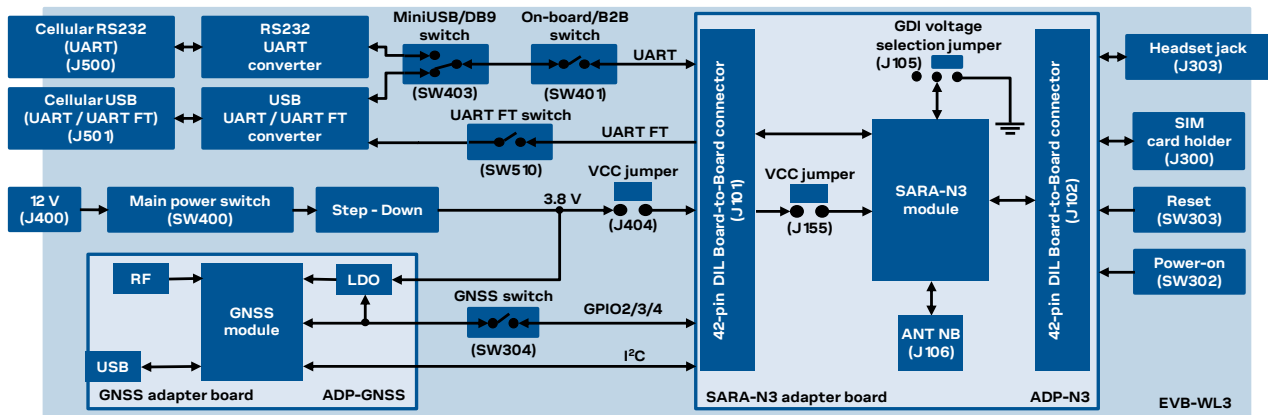 Cellular RS232
(UART)
(J500)
RS232
UART
converter
MiniUSB/DB9
switch
(SW403)
On-board/B2B
switch
(SW401)
UART
Cellular USB
(UART / UART FT)
(J501)
USB
UART / UART FT
converter
UART FT switch
(SW510)
UART FT
12 V
(J400)
Main power switch
(SW400)
Step - Down
3.8 V
VCC jumper
(J404)
RF
GNSS
module
LDO
USB
GNSS adapter board
ADP-GNSS
GNSS switch
(SW304)
GPIO2/3/4
I²C
42-pin DIL Board-to-Board connector
(J101)
VCC jumper
(J155)
GDI voltage
selection jumper
(J105)
SARA-N3
module
ANT NB
(J106)
42-pin DIL Board-to-Board connector
(J102)
SARA-N3 adapter board
ADP-N3
Headset jack
(J303)
SIM
card holder
(J300)
Reset
(SW303)
Power-on
(SW302)
EVB-WL3